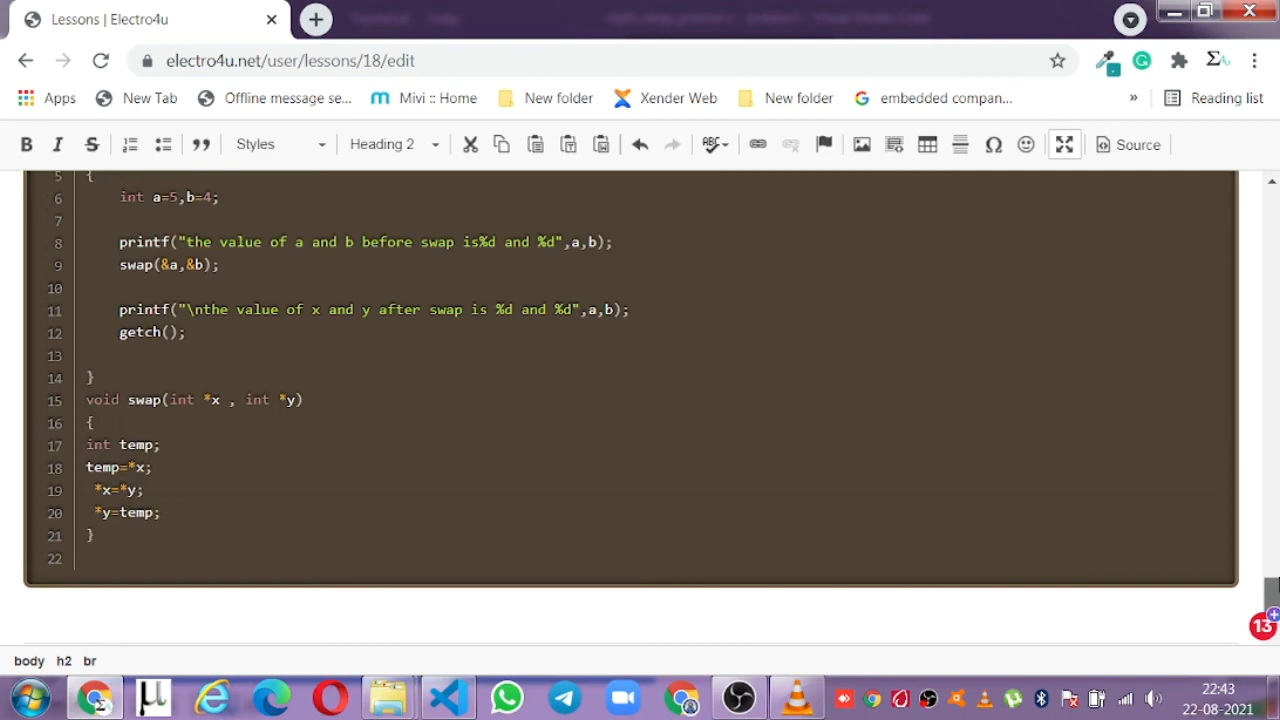 Lessons | Electro4u
electro4u.net/user/lessons/18/edit
Apps New Tab Offline message se... Mivi :: Home New folder Xender Web New folder embedded compan... » Reading list
Styles Heading 2 ABC Source
5 {
6 int a=5,b=4;
7
8 printf("the value of a and b before swap is%d and %d",a,b);
9 swap(&a,&b);
10
11 printf("\nthe value of x and y after swap is %d and %d",a,b);
12 getch();
13
14 }
15 void swap(int *x , int *y)
16 {
17 int temp;
18 temp=*x;
19 *x=*y;
20 *y=temp;
21 }
22
13
body h2 br
22:43
22-08-2021